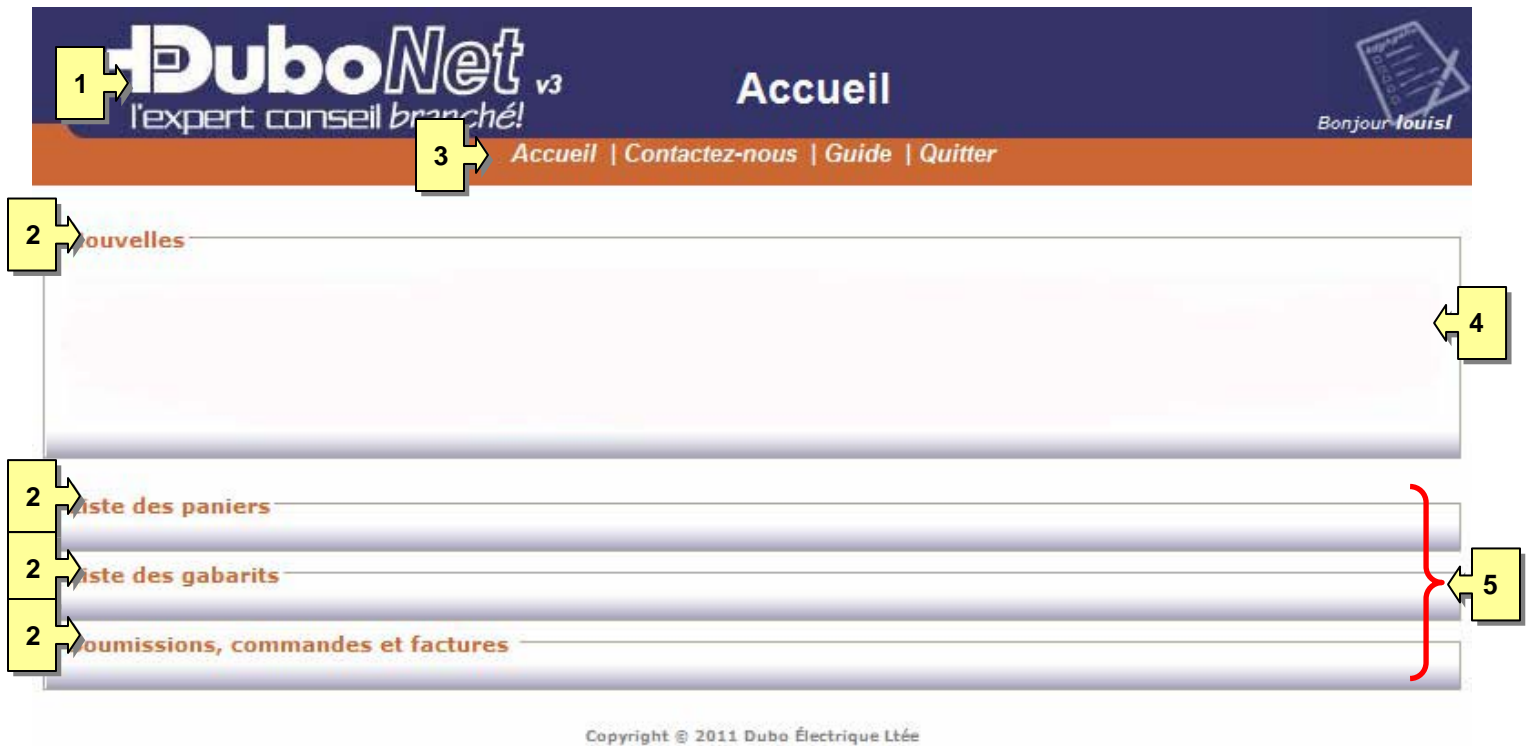 DuboNet v3
l'expert conseil branché!
Accueil
Bonjour louisl
1
3
Accueil | Contactez-nous | Guide | Quitter
2
ouvelles
4
2
iste des paniers
2
iste des gabarits
5
2
oumissions, commandes et factures
Copyright © 2011 Dubo Électrique Ltée